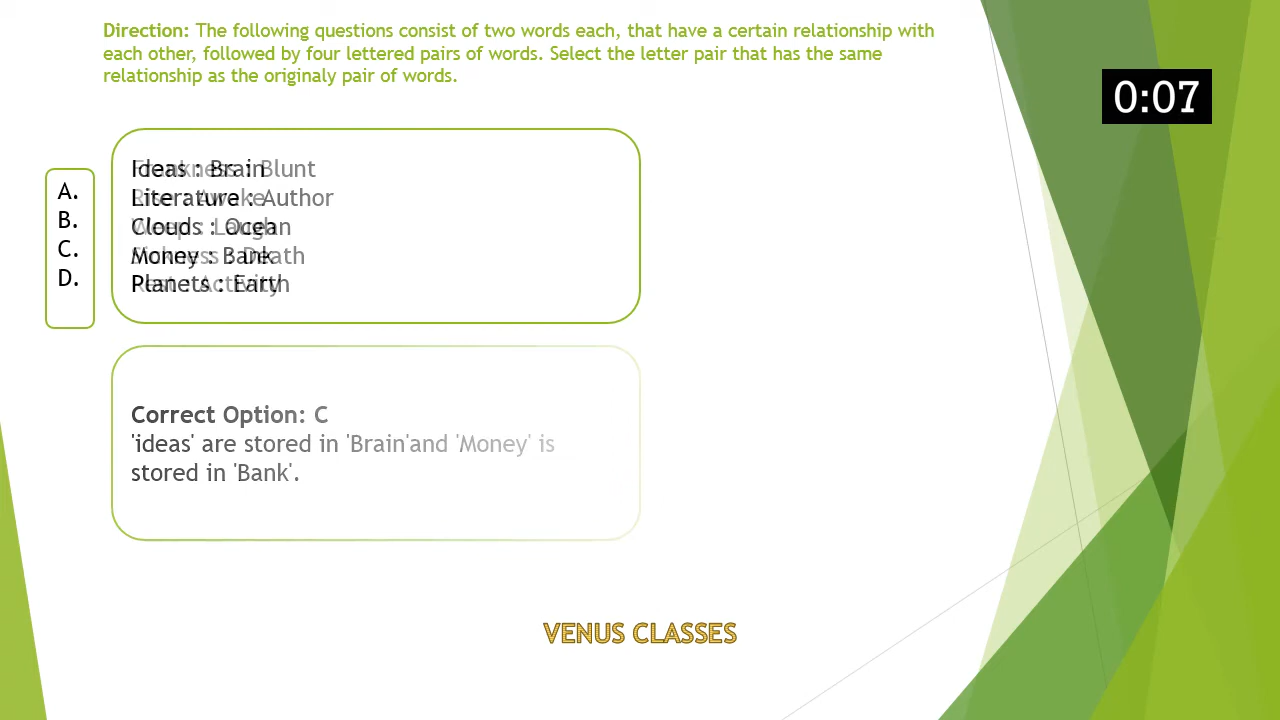 Direction: The following questions consist of two words each, that have a certain relationship with
each other, followed by four lettered pairs of words. Select the letter pair that has the same
relationship as the originaly pair of words.
0:07
Ideas : Brain
Blunt
A.
Literature : Author
B.
Clouds : Ocean
C.
Money : Bank
Death
D.
Planets : Earth
Correct Option: C
'ideas' are stored in 'Brain'and 'Money' is
stored in 'Bank'.
VENUS CLASSES